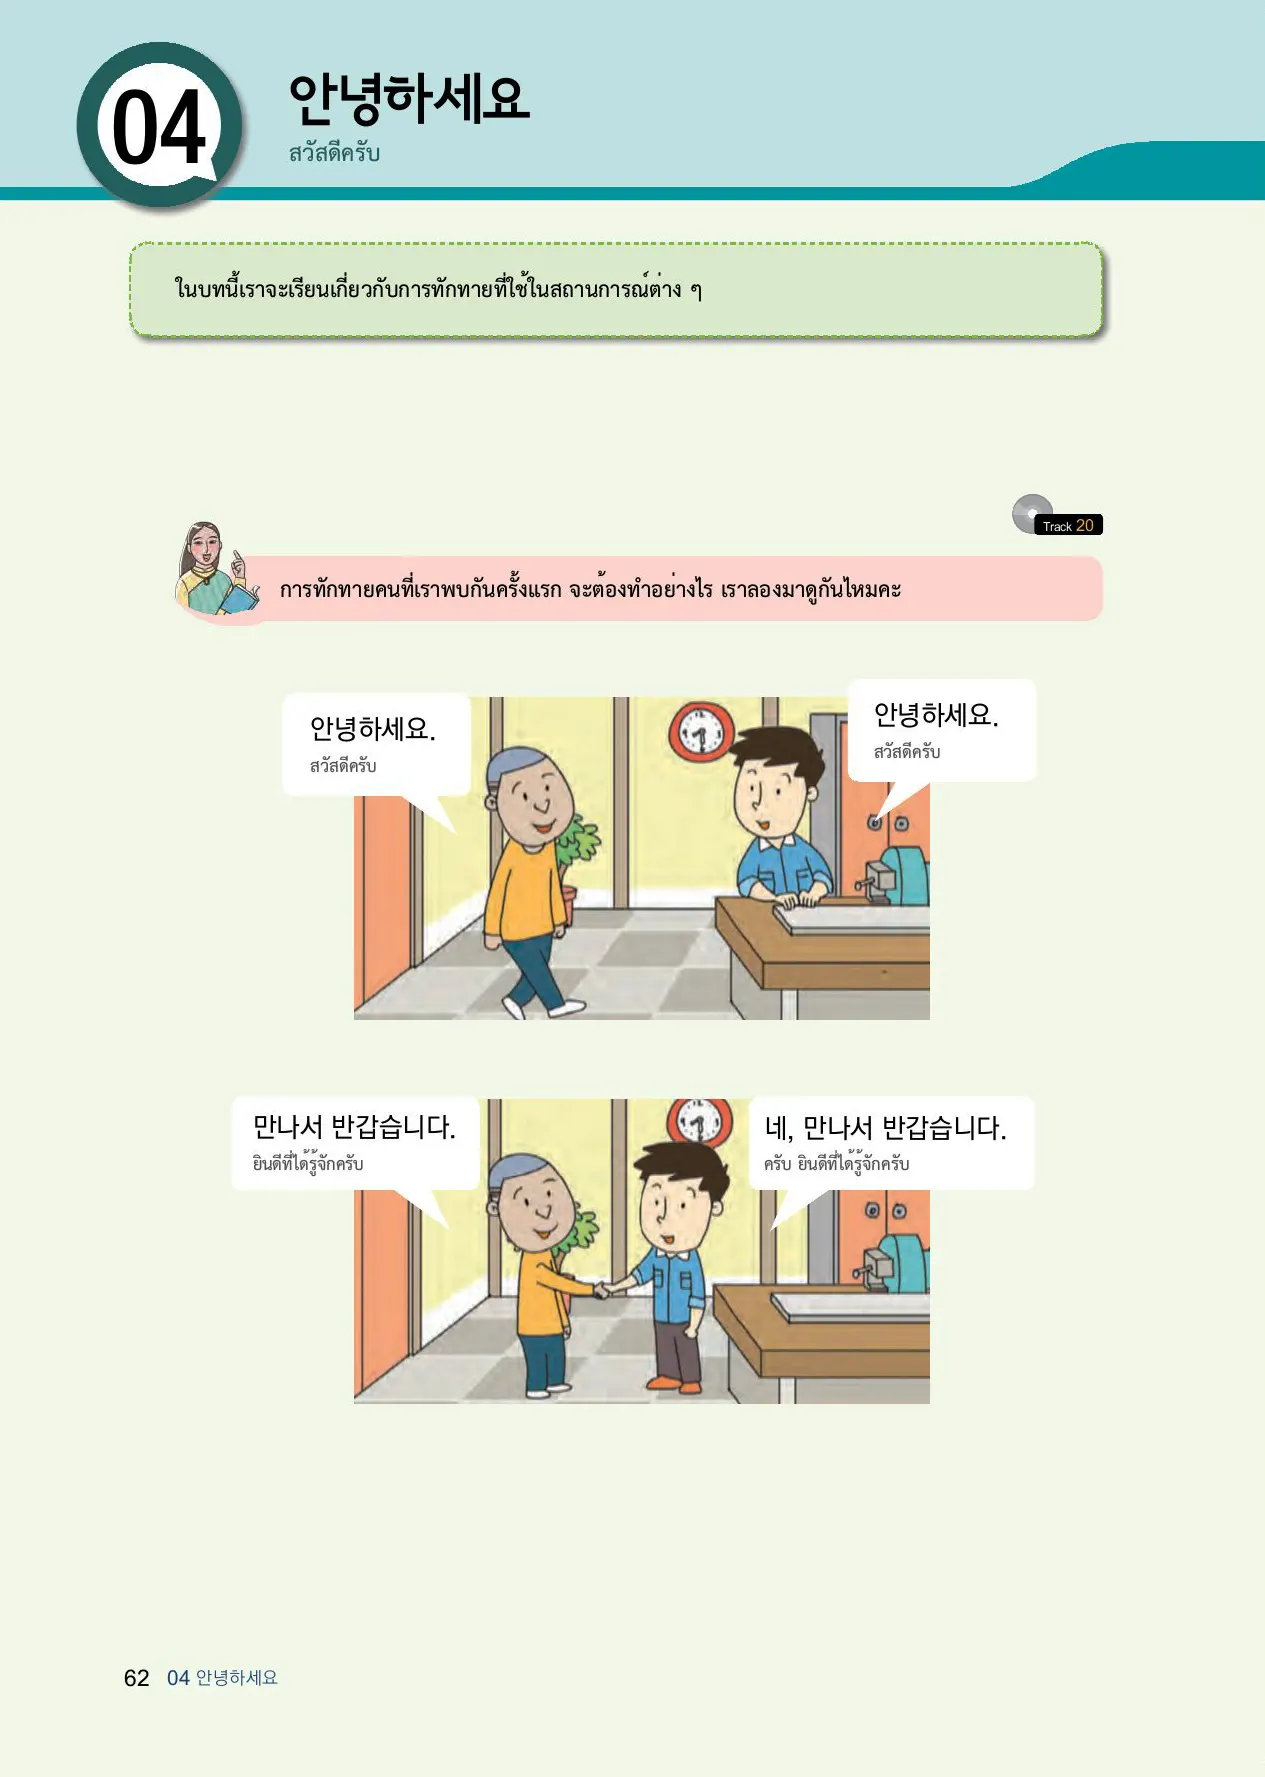 04
안녕하세요
สวัสดีครับ
ในบทนี้เราจะเรียนเกี่ยวกับการทักทายที่ใช้ในสถานการณ์ต่าง ๆ
Track 20
การทักทายคนที่เราพบกันครั้งแรก จะต้องทำอย่างไร เราลองมาดูกันไหมคะ
안녕하세요.
สวัสดีครับ
안녕하세요.
สวัสดีครับ
만나서 반갑습니다.
ยินดีที่ได้รู้จักครับ
네, 만나서 반갑습니다.
ครับ ยินดีที่ได้รู้จักครับ
62 04 안녕하세요